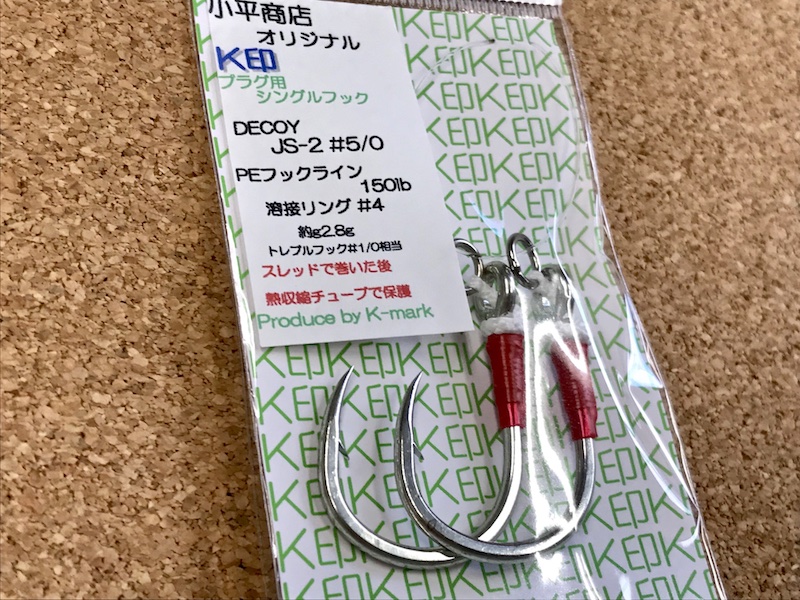 小平商店
オリジナル
KEI
プラグ用
シングルフック
DECOY
JS-2 #5/0
PEフックライン
150lb
溶接リング #4
約g2.8g
トレブルフック#1/0相当
スレッドで巻いた後
熱収縮チューブで保護
Produce by K-mark